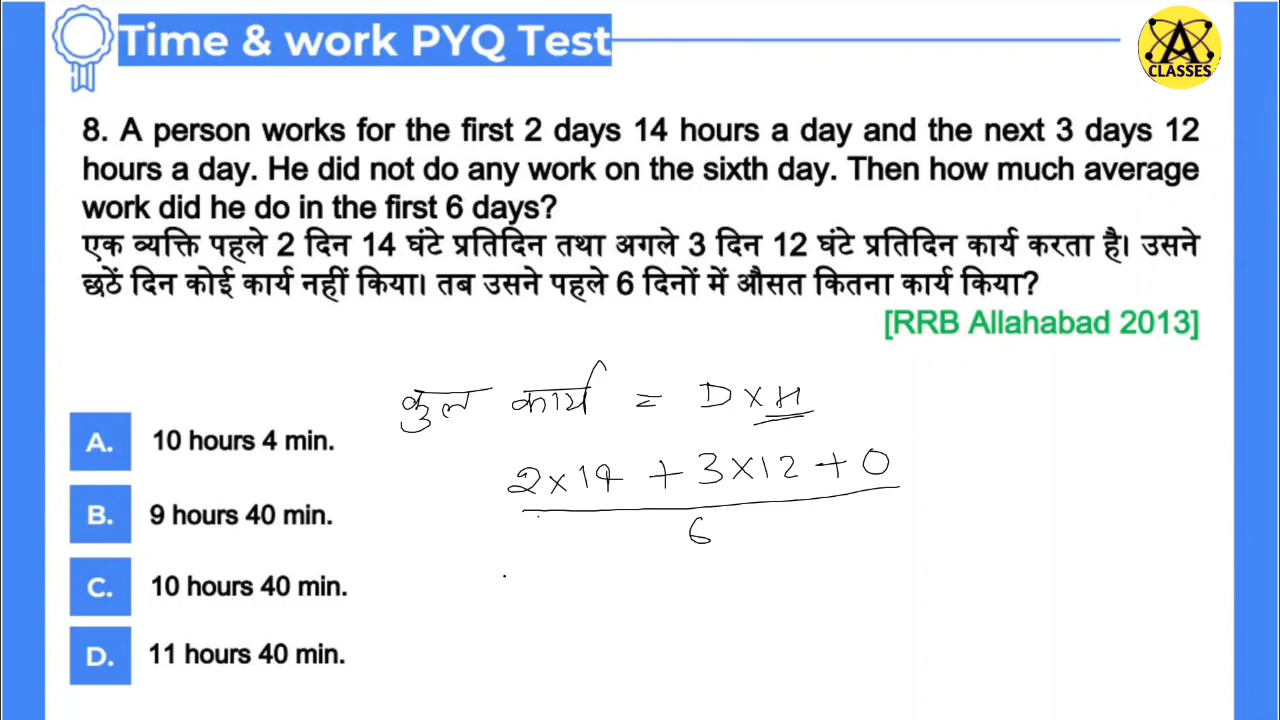 Time & work PYQ Test
A
CLASSES
8. A person works for the first 2 days 14 hours a day and the next 3 days 12
hours a day. He did not do any work on the sixth day. Then how much average
work did he do in the first 6 days?
एक व्यक्ति पहले 2 दिन 14 घंटे प्रतिदिन तथा अगले 3 दिन 12 घंटे प्रतिदिन कार्य करता है। उसने
छठें दिन कोई कार्य नहीं किया। तब उसने पहले 6 दिनों में औसत कितना कार्य किया?
[RRB Allahabad 2013]
कुल कार्य = D × H
2×14 + 3×12 + 0
6
A. 10 hours 4 min.
B. 9 hours 40 min.
C. 10 hours 40 min.
D. 11 hours 40 min.